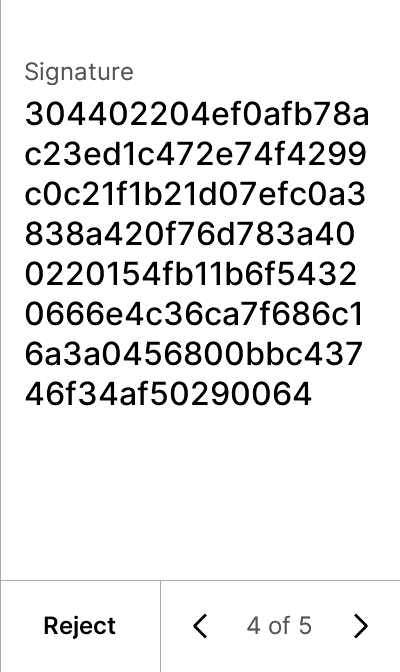 Signature
304402204ef0afb78a
c23ed1c472e74f4299
c0c21f1b21d07efc0a3
838a420f76d783a40
0220154fb11b6f5432
0666e4c36ca7f686c1
6a3a0456800bbc437
46f34af50290064
Reject
4 of 5